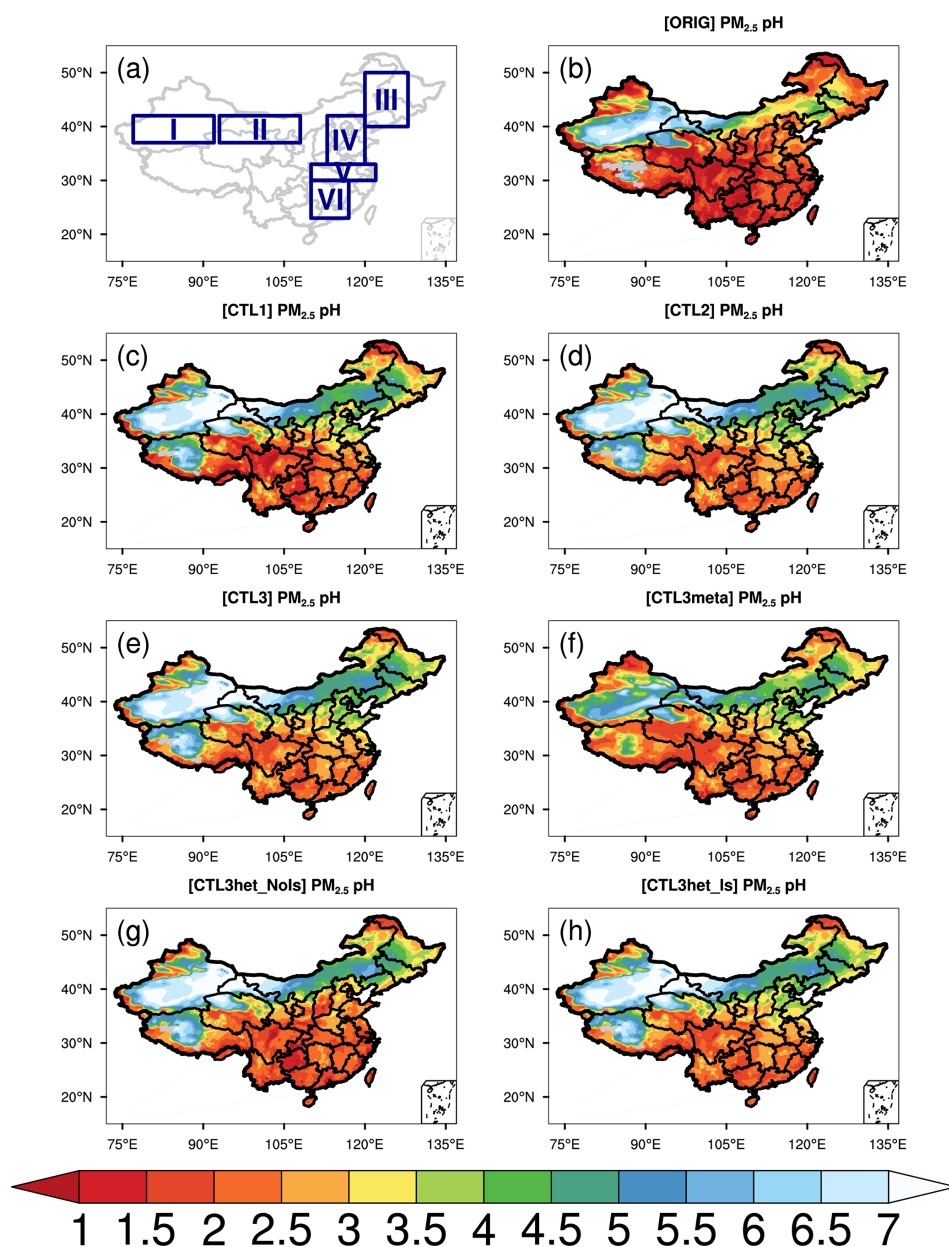 [ORIG] PM2.5 pH
(a)
50°N
40°N
30°N
20°N
I
II
III
IV
V
VI
75°E 90°E 105°E 120°E 135°E
(b)
50°N
40°N
30°N
20°N
75°E 90°E 105°E 120°E 135°E
[CTL1] PM2.5 pH
(c)
50°N
40°N
30°N
20°N
75°E 90°E 105°E 120°E 135°E
[CTL2] PM2.5 pH
(d)
50°N
40°N
30°N
20°N
75°E 90°E 105°E 120°E 135°E
[CTL3] PM2.5 pH
(e)
50°N
40°N
30°N
20°N
75°E 90°E 105°E 120°E 135°E
[CTL3meta] PM2.5 pH
(f)
50°N
40°N
30°N
20°N
75°E 90°E 105°E 120°E 135°E
[CTL3het_NoIs] PM2.5 pH
(g)
50°N
40°N
30°N
20°N
75°E 90°E 105°E 120°E 135°E
[CTL3het_Is] PM2.5 pH
(h)
50°N
40°N
30°N
20°N
75°E 90°E 105°E 120°E 135°E
1 1.5 2 2.5 3 3.5 4 4.5 5 5.5 6 6.5 7